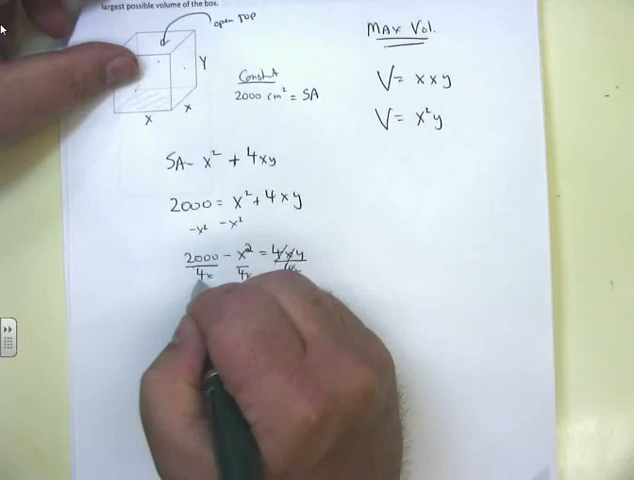 largest possible volume of the box.
open TOP
Y
X
X
Const
2000 cm² = SA
MAX Vol.
V = x x y
V = x²y
SA- x² + 4xy
2000 = x² + 4xy
-x² -x²
2000 - x² = 4xy
4x 4x 4x